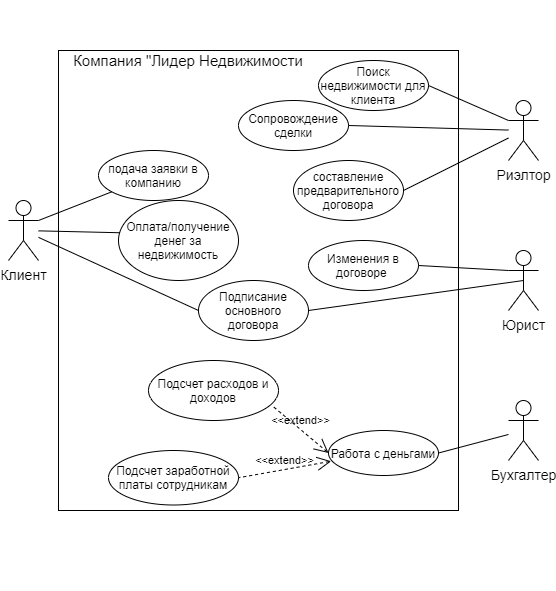 Компания "Лидер Недвижимости
Поиск
недвижимости для
клиента
Сопровождение
сделки
Риэлтор
подача заявки в
компанию
составление
предварительного
договора
Оплата/получение
денег за
недвижимость
Клиент
Изменения в
договоре
Подписание
основного
договора
Юрист
Подсчет расходов и
доходов
<<extend>>
Работа с деньгами
<<extend>>
Подсчет заработной
платы сотрудникам
Бухгалтер